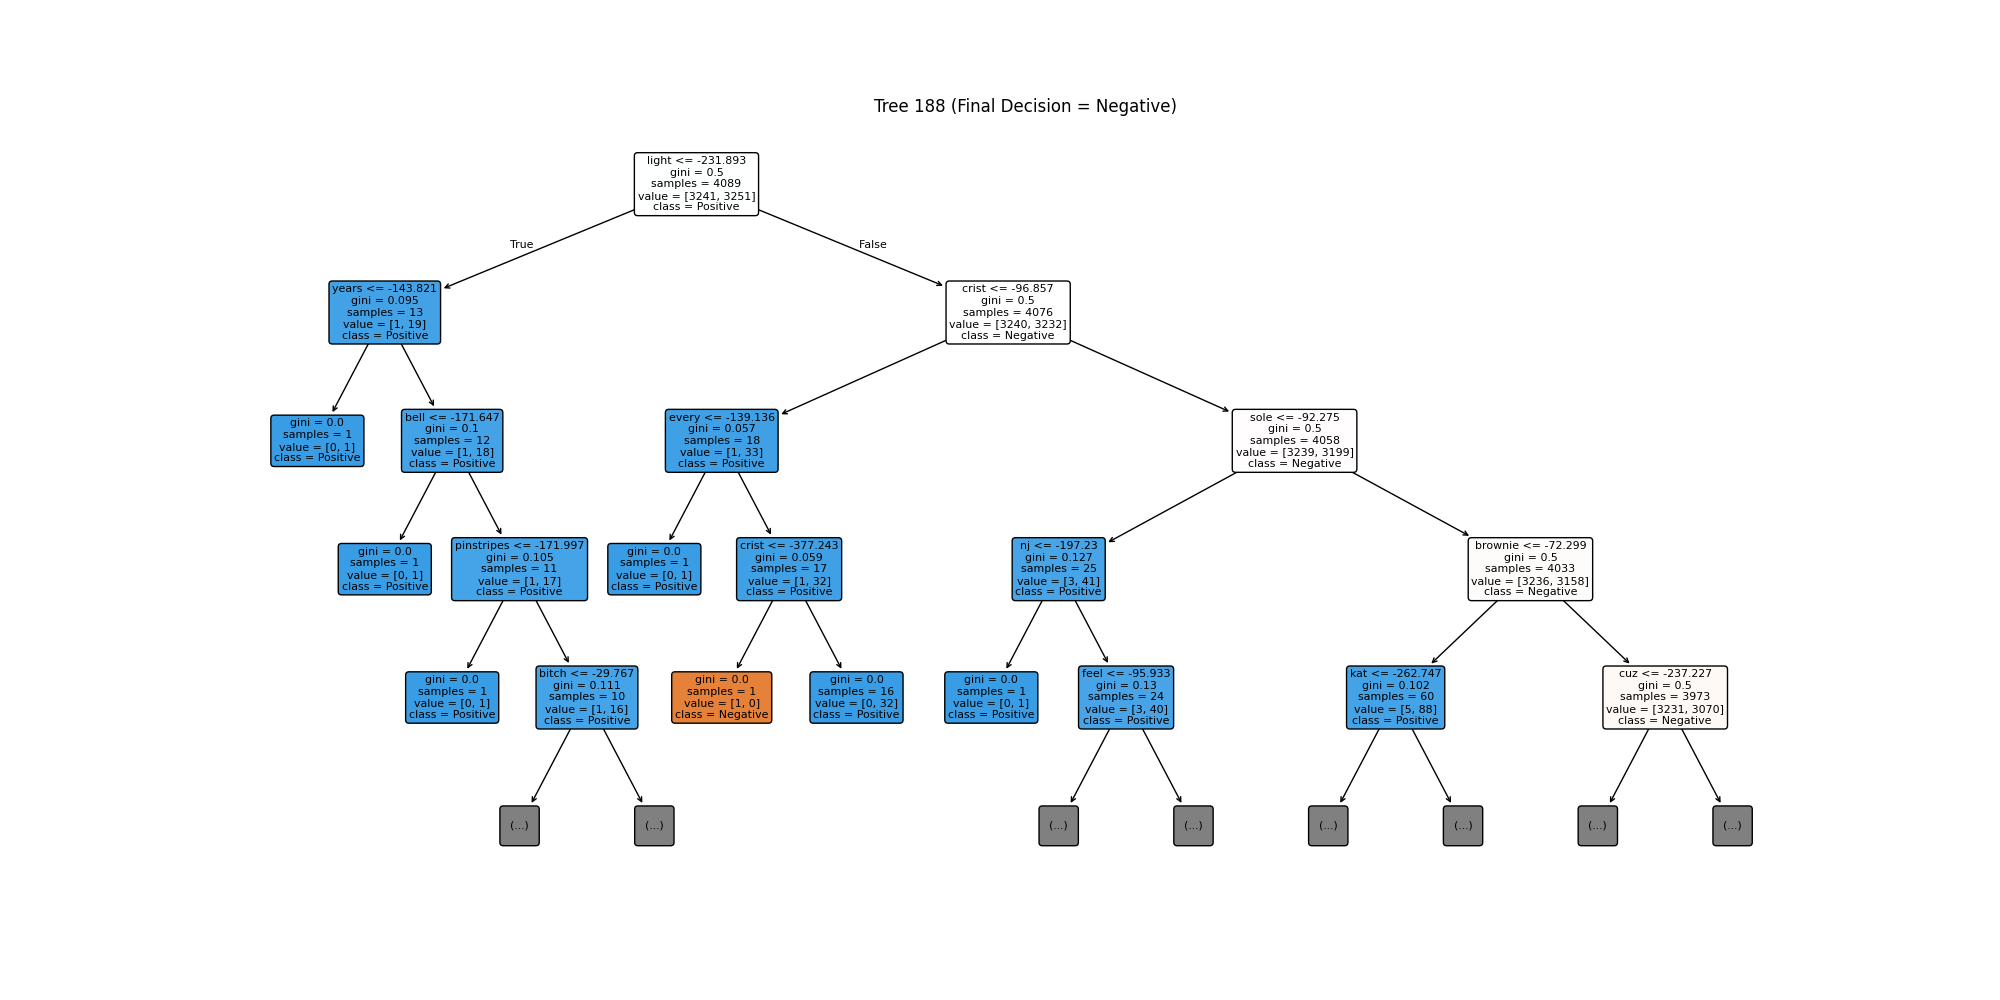 Tree 188 (Final Decision = Negative)
light <= -231.893
gini = 0.5
samples = 4089
value = [3241, 3251]
class = Positive
True
False
years <= -143.821
gini = 0.095
samples = 13
value = [1, 19]
class = Positive
crist <= -96.857
gini = 0.5
samples = 4076
value = [3240, 3232]
class = Negative
gini = 0.0
samples = 1
value = [0, 1]
class = Positive
bell <= -171.647
gini = 0.1
samples = 12
value = [1, 18]
class = Positive
every <= -139.136
gini = 0.057
samples = 18
value = [1, 33]
class = Positive
sole <= -92.275
gini = 0.5
samples = 4058
value = [3239, 3199]
class = Negative
gini = 0.0
samples = 1
value = [0, 1]
class = Positive
pinstripes <= -171.997
gini = 0.105
samples = 11
value = [1, 17]
class = Positive
gini = 0.0
samples = 1
value = [0, 1]
class = Positive
crist <= -377.243
gini = 0.059
samples = 17
value = [1, 32]
class = Positive
nj <= -197.23
gini = 0.127
samples = 25
value = [3, 41]
class = Positive
brownie <= -72.299
gini = 0.5
samples = 4033
value = [3236, 3158]
class = Negative
gini = 0.0
samples = 1
value = [0, 1]
class = Positive
bitch <= -29.767
gini = 0.111
samples = 10
value = [1, 16]
class = Positive
gini = 0.0
samples = 1
value = [1, 0]
class = Negative
gini = 0.0
samples = 16
value = [0, 32]
class = Positive
gini = 0.0
samples = 1
value = [0, 1]
class = Positive
feel <= -95.933
gini = 0.13
samples = 24
value = [3, 40]
class = Positive
kat <= -262.747
gini = 0.102
samples = 60
value = [5, 88]
class = Positive
cuz <= -237.227
gini = 0.5
samples = 3973
value = [3231, 3070]
class = Negative
(...)
(...)
(...)
(...)
(...)
(...)
(...)
(...)